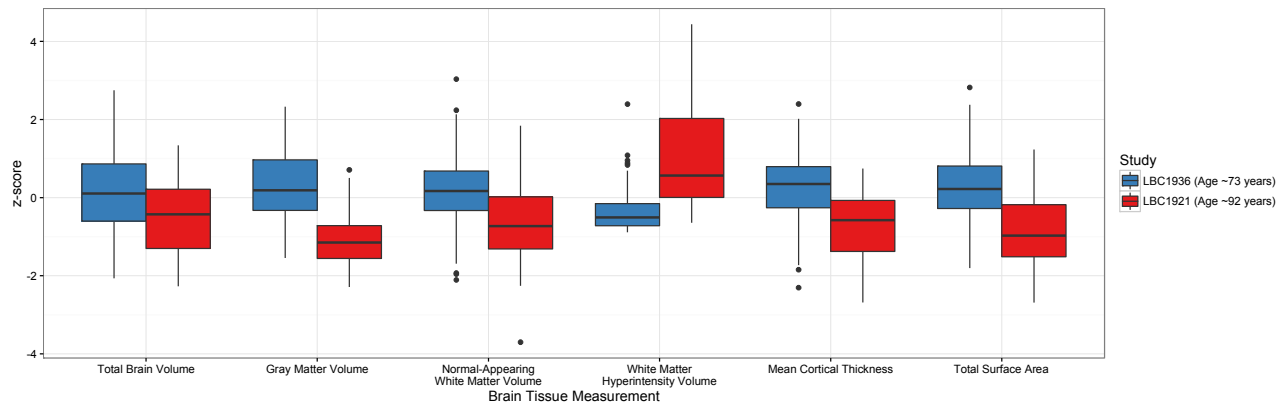 4
2
0
-2
-4
z-score
Total Brain Volume
Gray Matter Volume
Normal-Appearing
White Matter Volume
White Matter
Hyperintensity Volume
Mean Cortical Thickness
Total Surface Area
Brain Tissue Measurement
Study
LBC1936 (Age ~73 years)
LBC1921 (Age ~92 years)